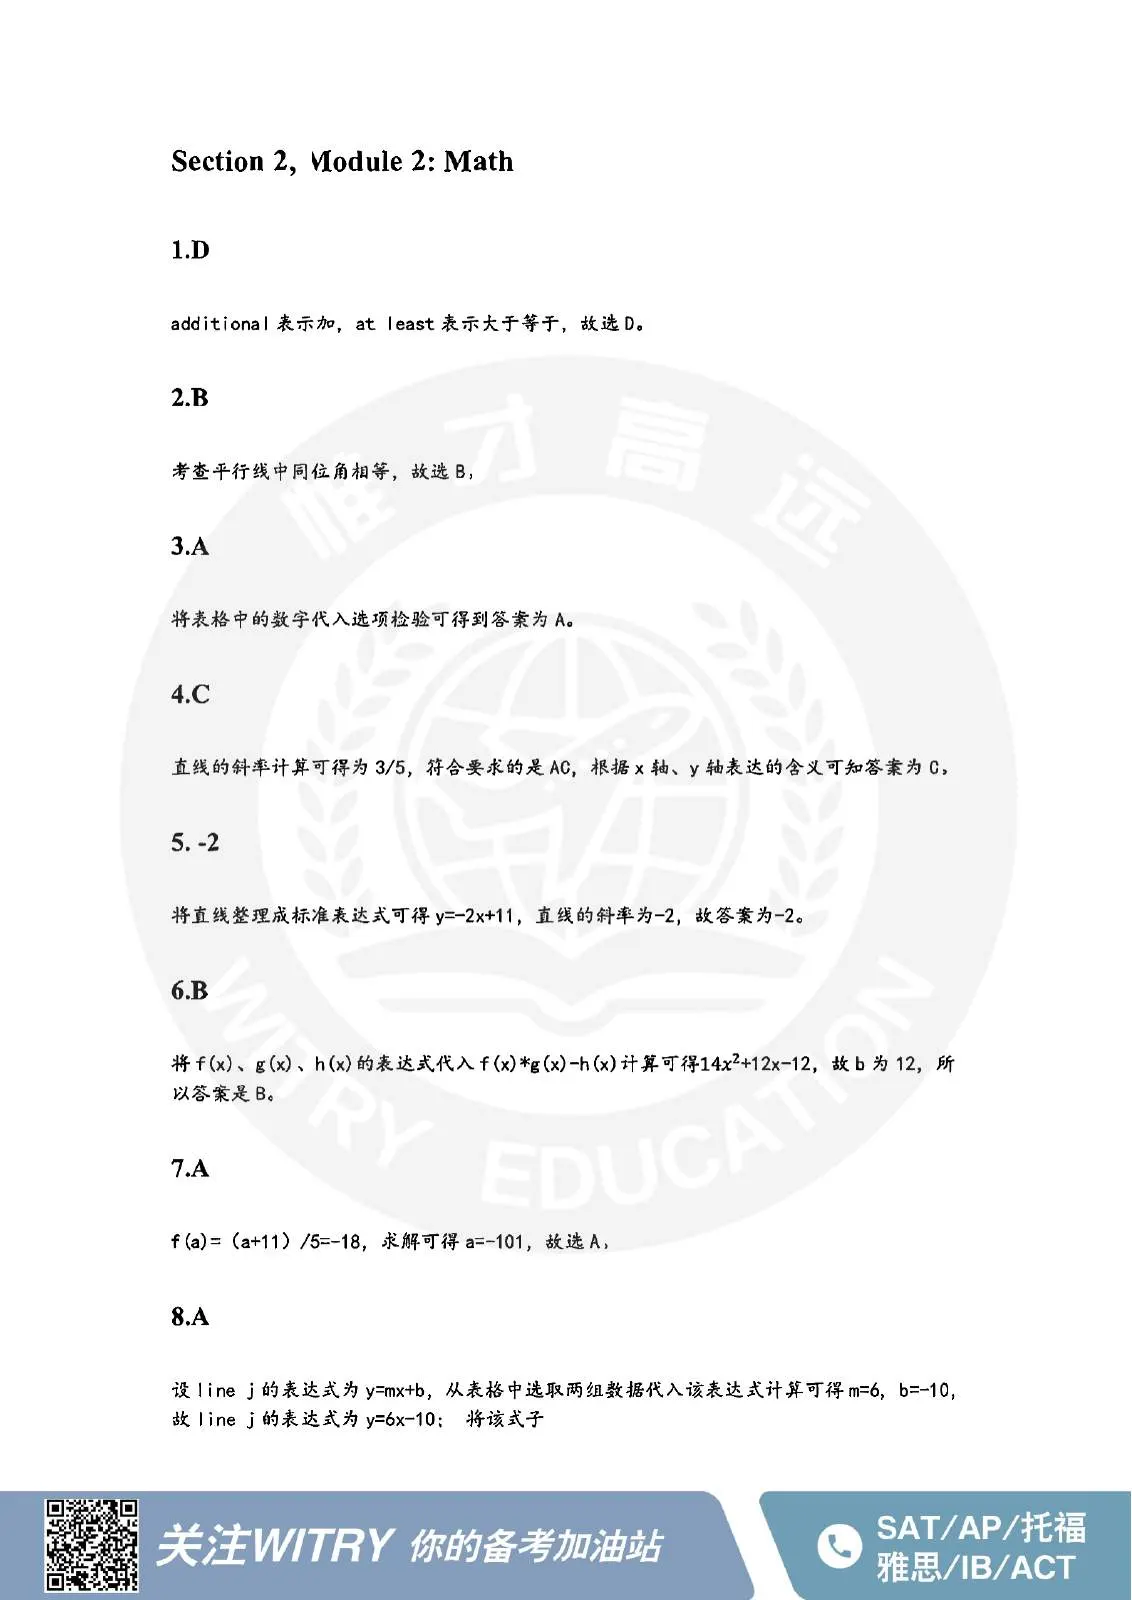 Section 2, Module 2: Math
1.D
additional 表示加，at least 表示大于等于，故选 D。
2.B
考查平行线中同位角相等，故选 B。
3.A
将表格中的数字代入选项检验可得到答案为 A。
4.C
直线的斜率计算可得为 3/5，符合要求的是 AC，根据 x 轴、y 轴表达的含义可知答案为 C。
5. -2
将直线整理成标准表达式可得 y=-2x+11，直线的斜率为-2，故答案为-2。
6.B
将 f(x)、g(x)、h(x)的表达式代入 f(x)*g(x)-h(x)计算可得14x²+12x-12，故 b 为 12，所
以答案是 B。
7.A
f(a)=（a+11）/5=-18，求解可得 a=-101，故选 A。
8.A
设 line j 的表达式为 y=mx+b，从表格中选取两组数据代入该表达式计算可得 m=6，b=-10，
故 line j 的表达式为 y=6x-10； 将该式子
惟才高远
WITRY EDUCATION
关注WITRY 你的备考加油站
SAT/AP/托福
雅思/IB/ACT